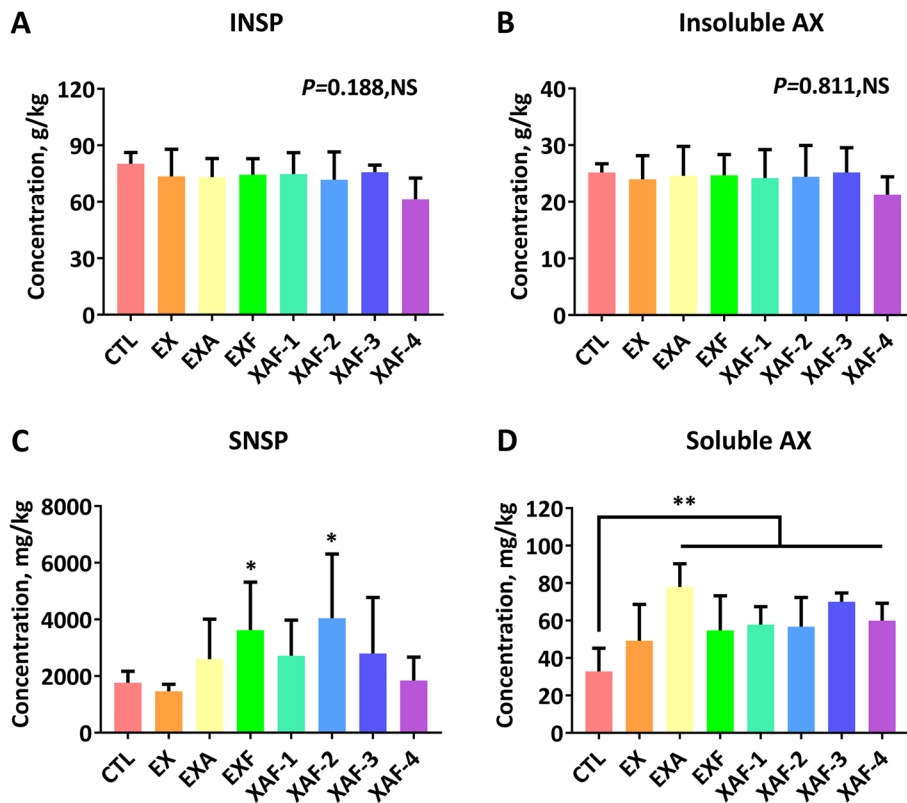 A
INSP
P=0.188,NS
Concentration, g/kg
120
90
60
30
0
CTL
EX
EXA
EXF
XAF-1
XAF-2
XAF-3
XAF-4
B
Insoluble AX
P=0.811,NS
Concentration, g/kg
40
30
20
10
0
CTL
EX
EXA
EXF
XAF-1
XAF-2
XAF-3
XAF-4
C
SNSP
Concentration, mg/kg
8000
6000
4000
2000
0
*
*
CTL
EX
EXA
EXF
XAF-1
XAF-2
XAF-3
XAF-4
D
Soluble AX
Concentration, mg/kg
120
100
80
60
40
20
0
**
CTL
EX
EXA
EXF
XAF-1
XAF-2
XAF-3
XAF-4